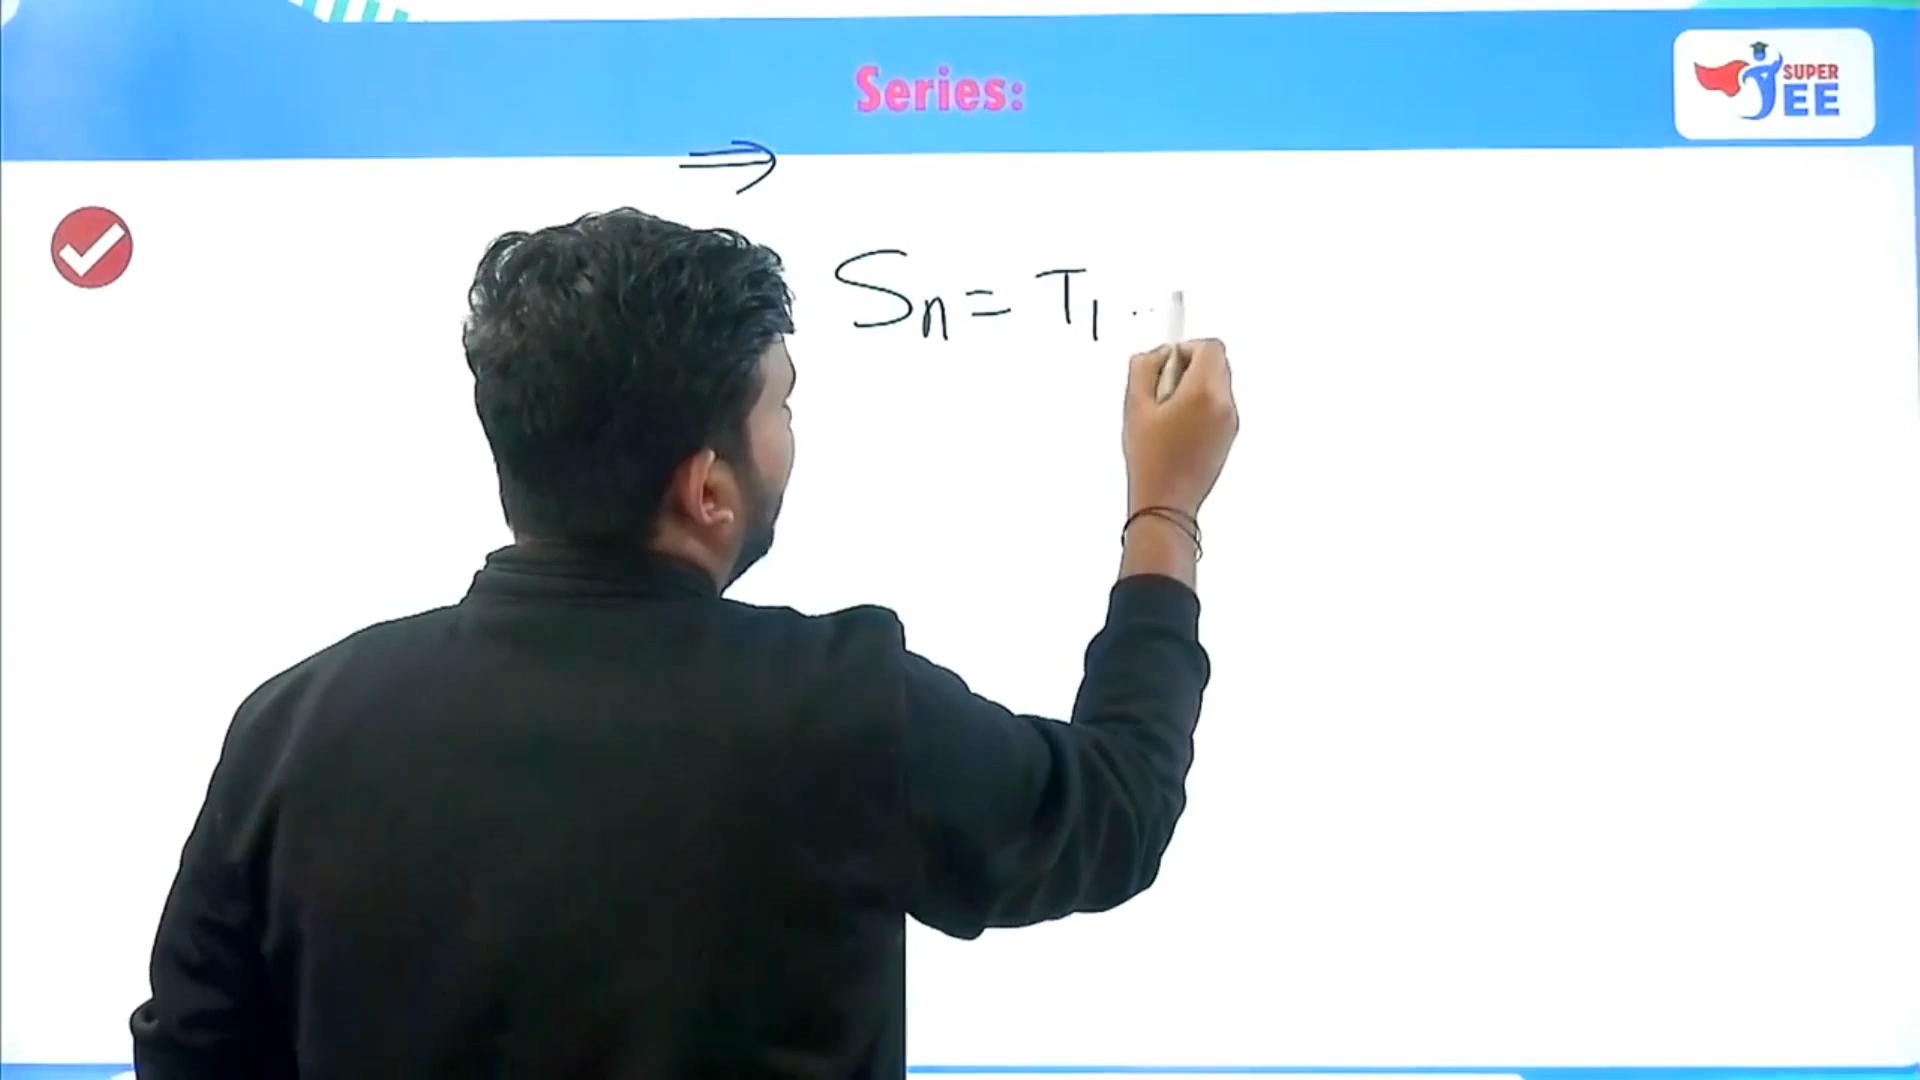 Series:
SUPER
JEE
Sn = T1 ..